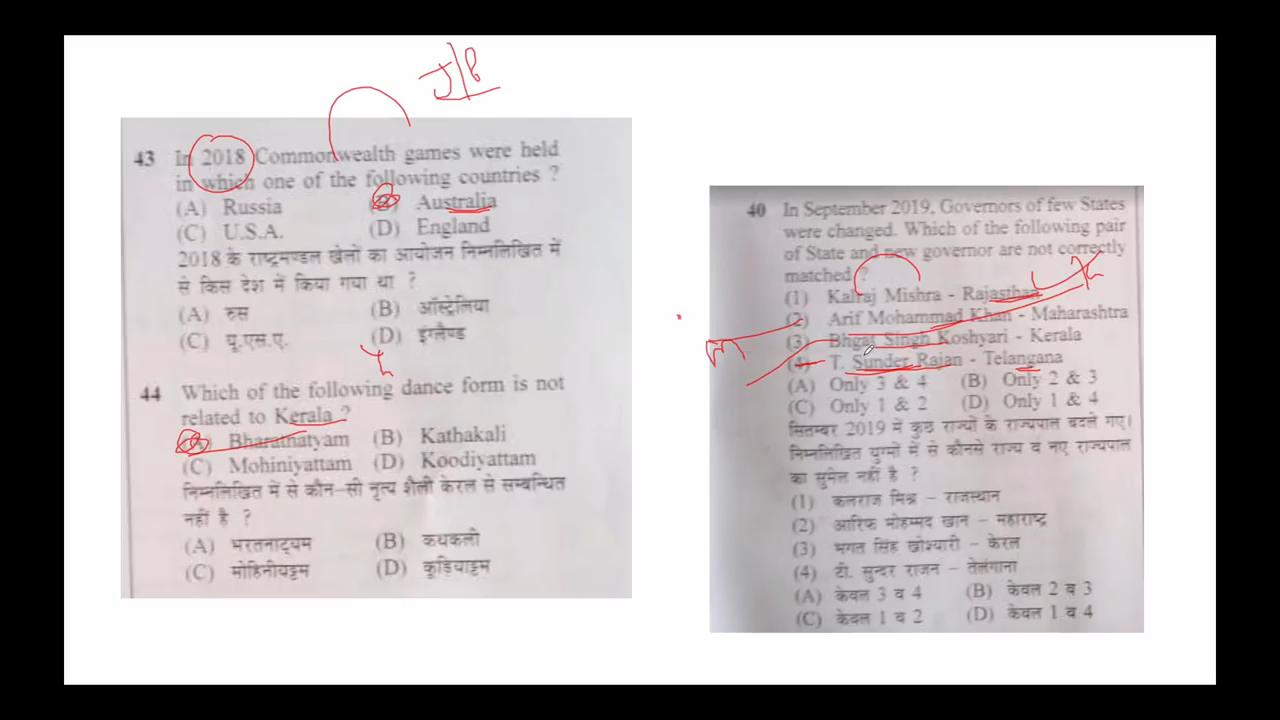 43 In 2018 Commonwealth games were held
in which one of the following countries ?
(A) Russia (B) Australia
(C) U.S.A. (D) England
2018 के राष्ट्रमण्डल खेलों का आयोजन निम्नलिखित में
से किस देश में किया गया था ?
(A) रुस (B) ऑस्ट्रेलिया
(C) यू.एस.ए. (D) इंग्लैण्ड
44 Which of the following dance form is not
related to Kerala ?
(A) Bharatnatyam (B) Kathakali
(C) Mohiniyattam (D) Koodiyattam
निम्नलिखित में से कौन-सी नृत्य शैली केरल से सम्बन्धित
नहीं है ?
(A) भरतनाट्यम (B) कथकली
(C) मोहिनीयट्टम (D) कूडियाट्टम
40 In September 2019, Governors of few States
were changed. Which of the following pair
of State and new governor are not correctly
matched ?
(1) Kalraj Mishra - Rajasthan
(2) Arif Mohammad Khan - Maharashtra
(3) Bhgat Singh Koshyari - Kerala
(4) T. Sunder Rajan - Telangana
(A) Only 3 & 4 (B) Only 2 & 3
(C) Only 1 & 2 (D) Only 1 & 4
सितम्बर 2019 में कुछ राज्यों के राज्यपाल बदले गए।
निम्नलिखित युग्मों में से कौनसे राज्य व नए राज्यपाल
का सुमेल नहीं है ?
(1) कलराज मिश्र – राजस्थान
(2) आरिफ मोहम्मद खान – महाराष्ट्र
(3) भगत सिंह खोश्यारी – केरल
(4) टी. सुन्दर राजन – तेलंगाना
(A) केवल 3 व 4 (B) केवल 2 व 3
(C) केवल 1 व 2 (D) केवल 1 व 4